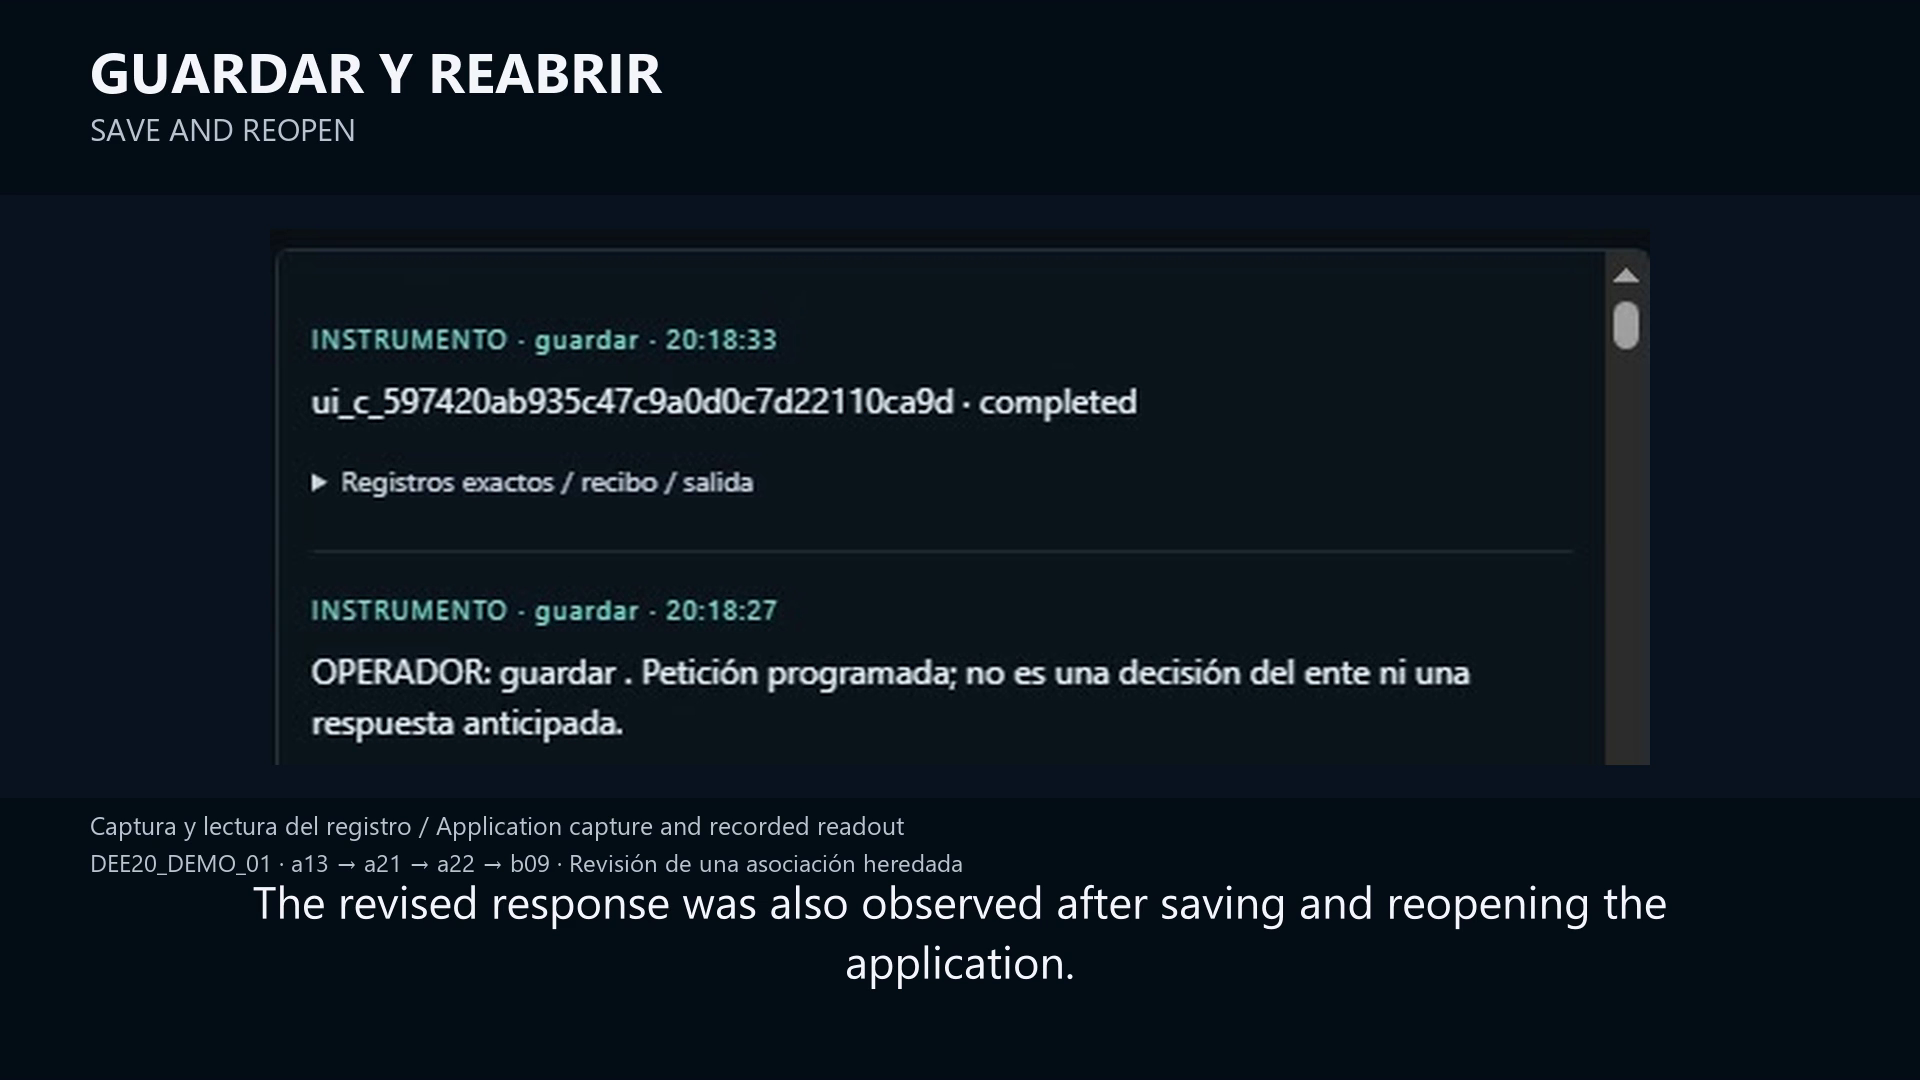 GUARDAR Y REABRIR
SAVE AND REOPEN
INSTRUMENTO · guardar · 20:18:33
ui_c_597420ab935c47c9a0d0c7d22110ca9d · completed
▶ Registros exactos / recibo / salida
INSTRUMENTO · guardar · 20:18:27
OPERADOR: guardar . Petición programada; no es una decisión del ente ni una
respuesta anticipada.
Captura y lectura del registro / Application capture and recorded readout
DEE20_DEMO_01 · a13 → a21 → a22 → b09 · Revisión de una asociación heredada
The revised response was also observed after saving and reopening the
application.